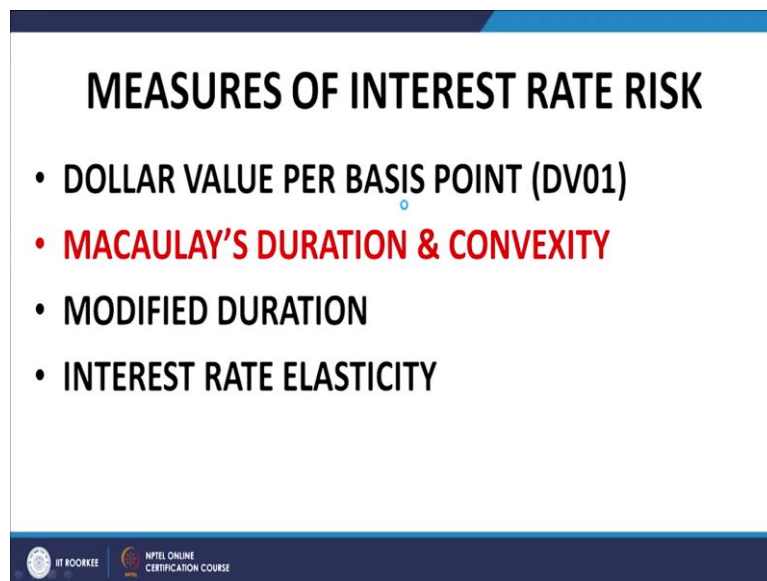 MEASURES OF INTEREST RATE RISK
• DOLLAR VALUE PER BASIS POINT (DV01)
• MACAULAY’S DURATION & CONVEXITY
• MODIFIED DURATION
• INTEREST RATE ELASTICITY
IIT ROORKEE
NPTEL ONLINE
CERTIFICATION COURSE
NPTEL